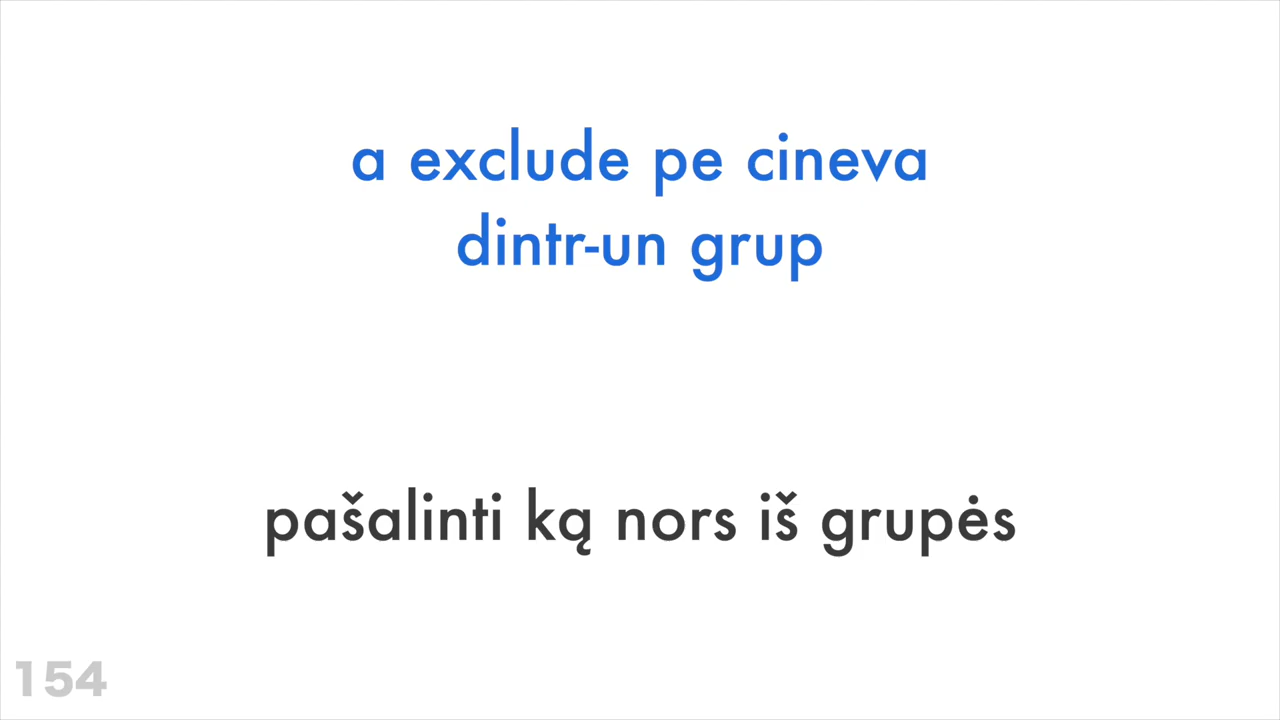 a exclude pe cineva
dintr-un grup
pašalinti ką nors iš grupės
154